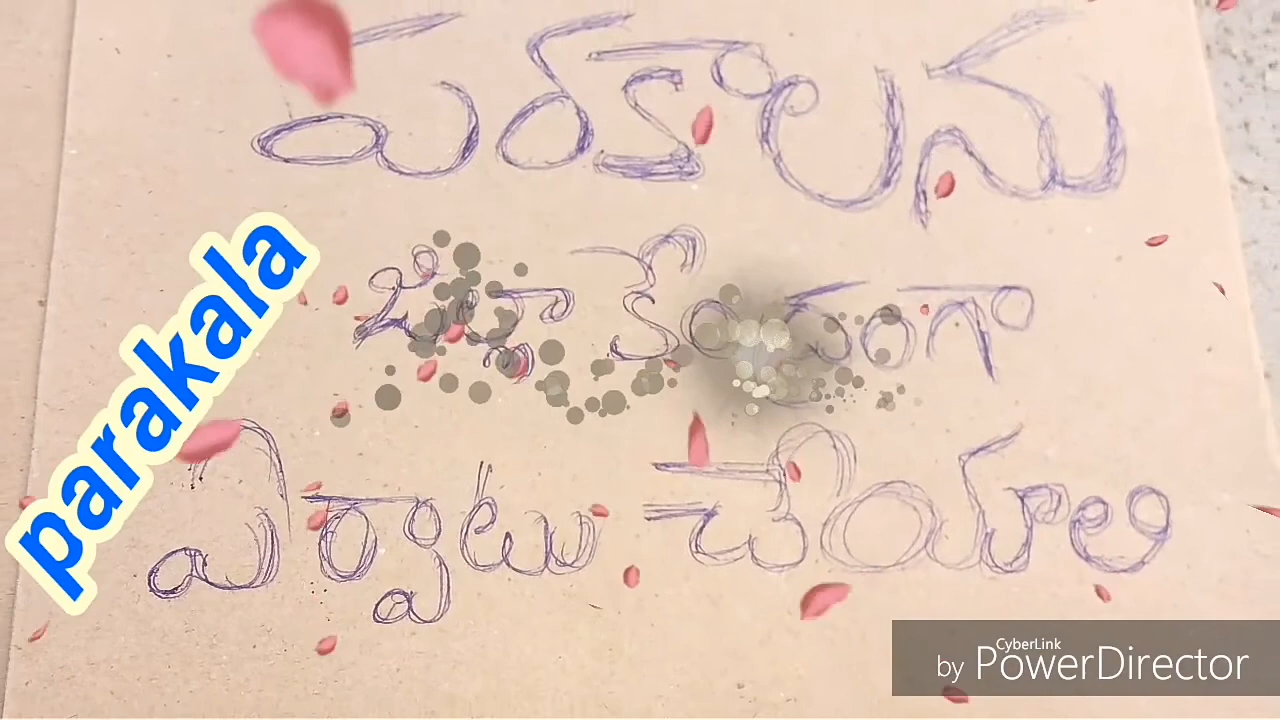 పరకాలను
జిల్లా కేంద్రంగా
ఏర్పాటు చేయాలి
parakala
CyberLink
by PowerDirector